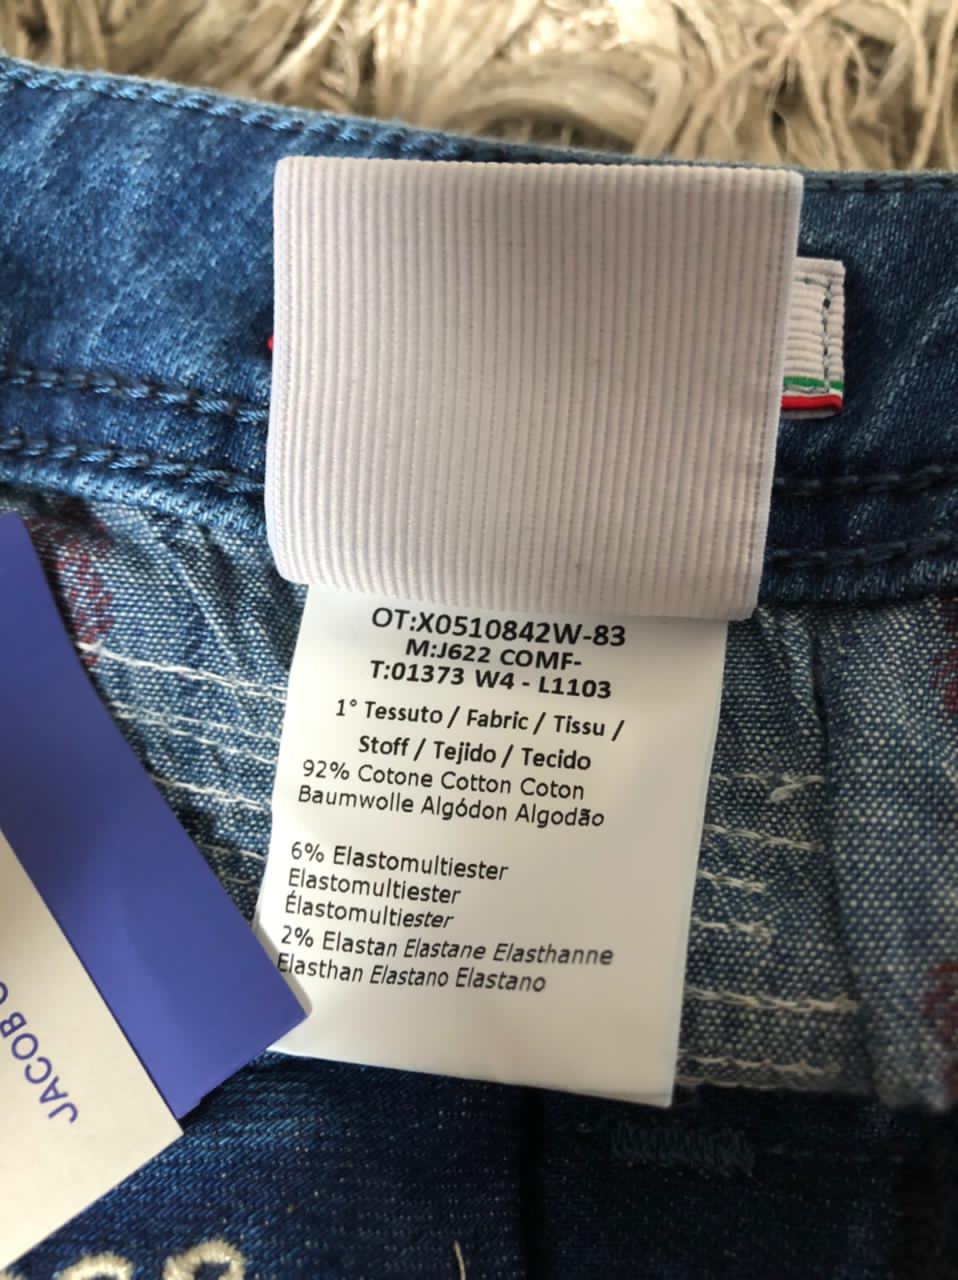 OT:X0510842W-83
M:J622 COMF-
T:01373 W4 - L1103
1° Tessuto / Fabric / Tissu /
Stoff / Tejido / Tecido
92% Cotone Cotton Coton
Baumwolle Algódon Algodão
6% Elastomultiester
Elastomultiester
Élastomultiester
2% Elastan Elastane Elasthanne
Elasthan Elastano Elastano
JACOB